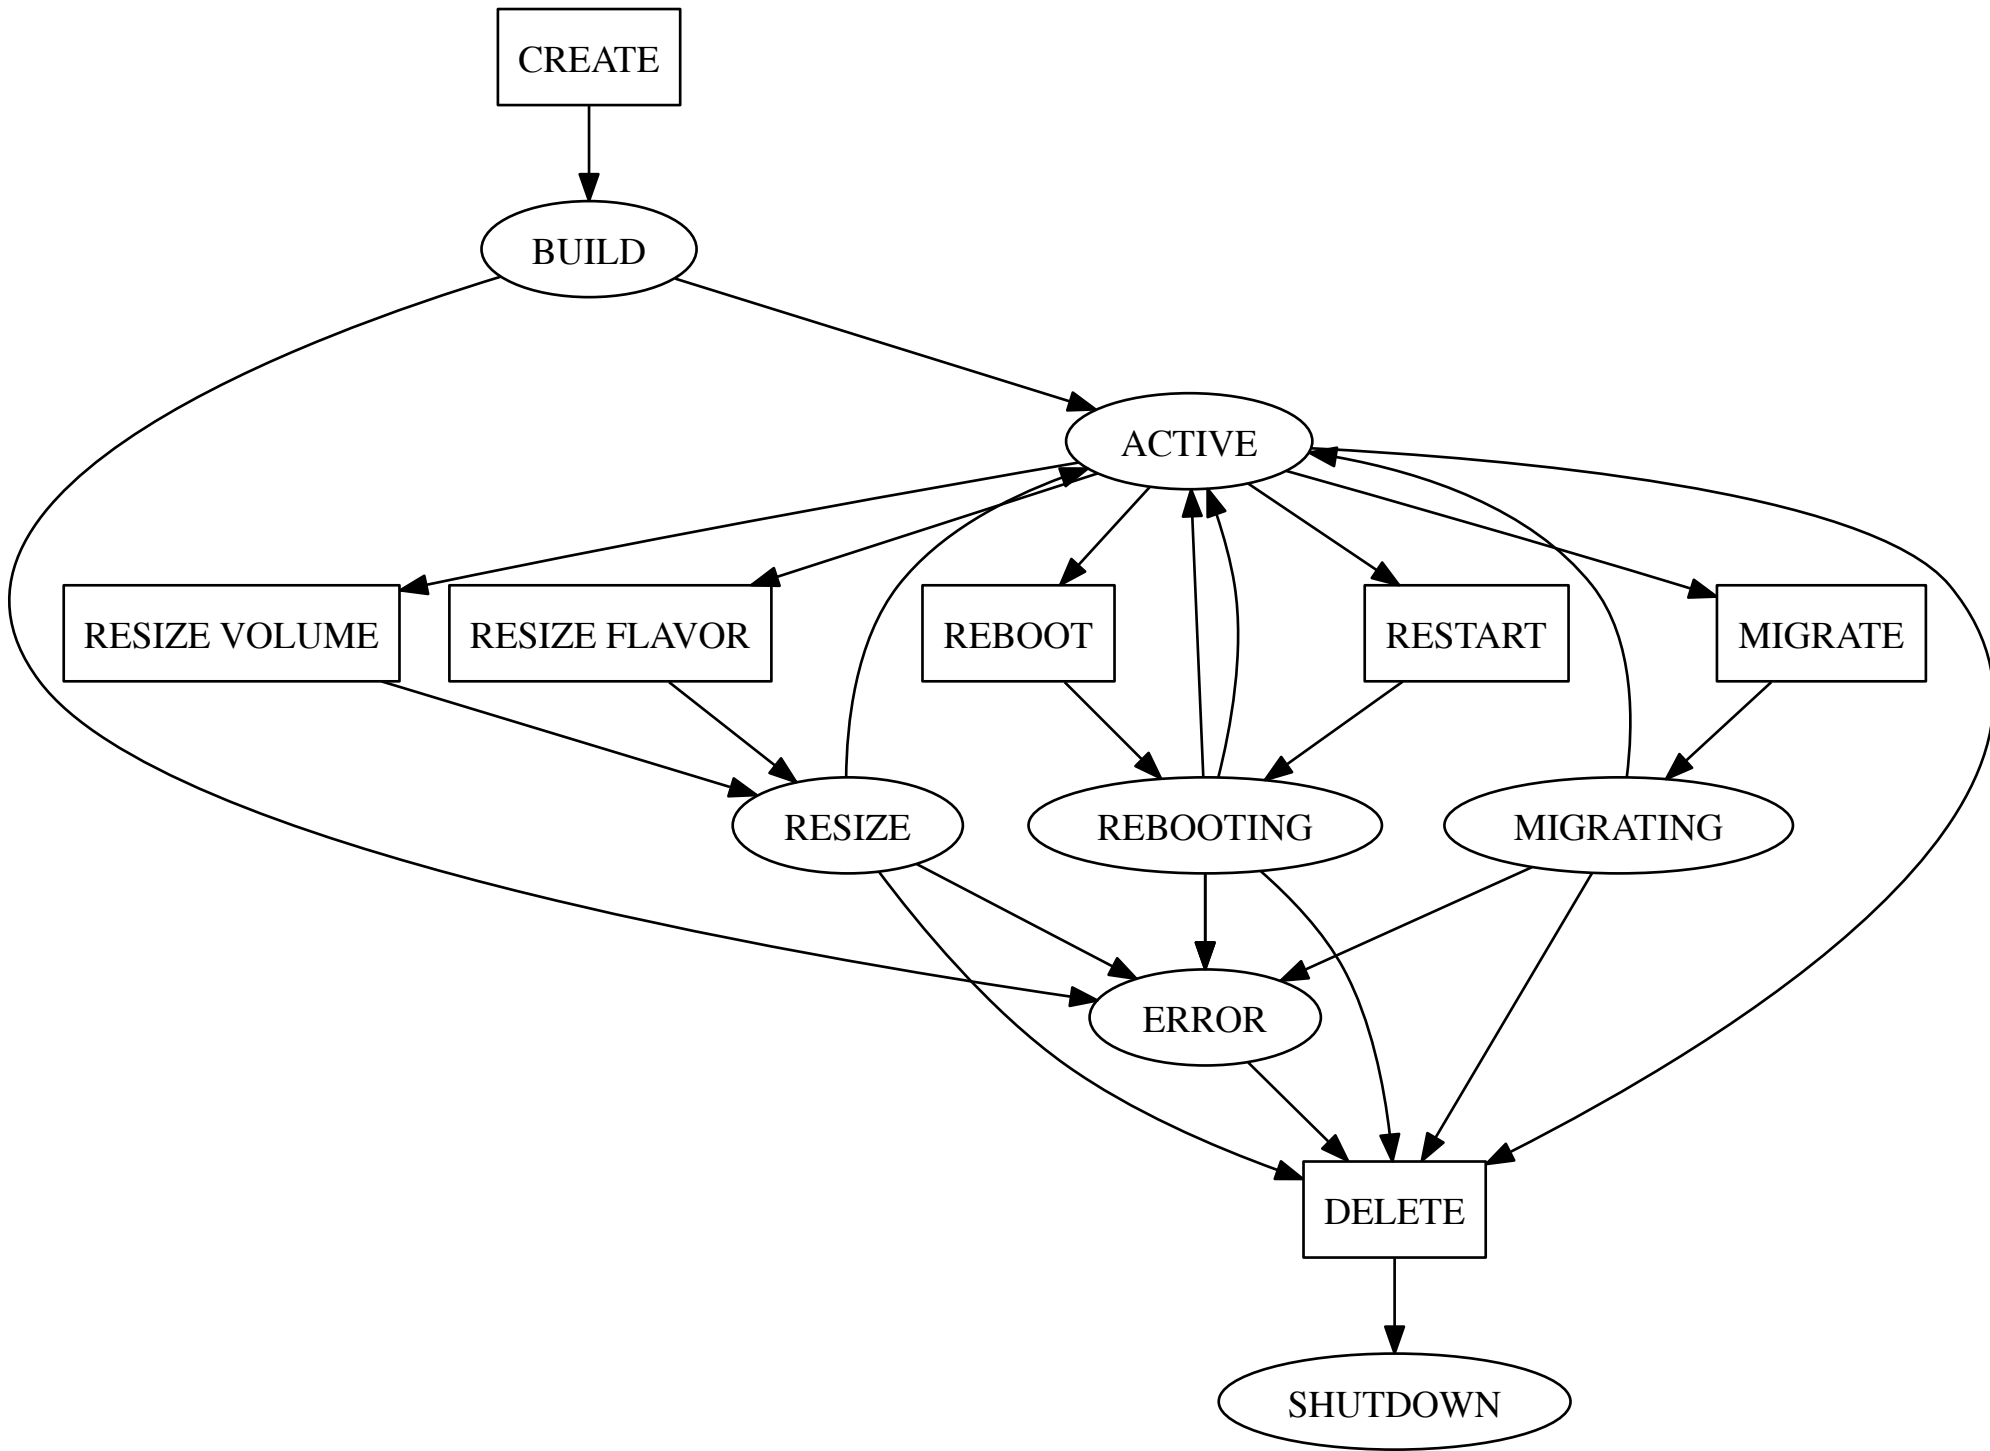 CREATE
BUILD
ACTIVE
RESIZE VOLUME
RESIZE FLAVOR
REBOOT
RESTART
MIGRATE
RESIZE
REBOOTING
MIGRATING
ERROR
DELETE
SHUTDOWN